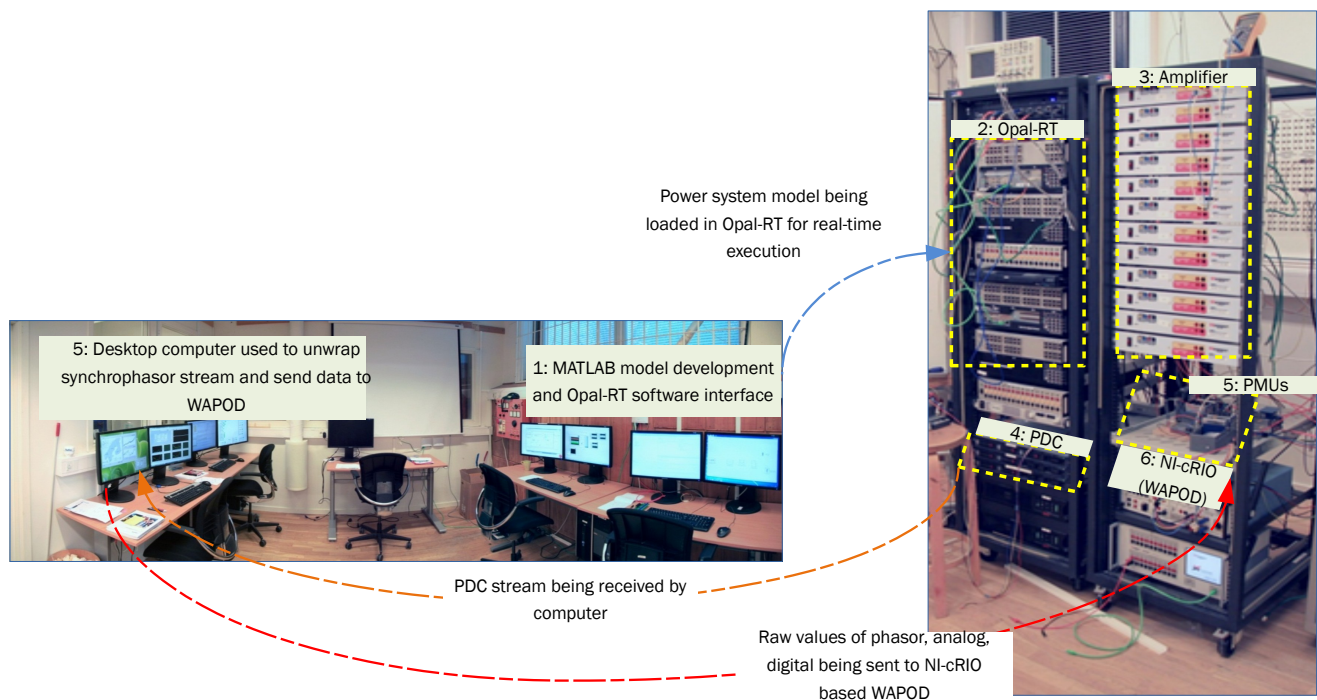 3: Amplifier
2: Opal-RT
Power system model being
loaded in Opal-RT for real-time
execution
5: Desktop computer used to unwrap
synchrophasor stream and send data to
WAPOD
1: MATLAB model development
and Opal-RT software interface
5: PMUs
4: PDC
6: NI-cRIO
(WAPOD)
PDC stream being received by
computer
Raw values of phasor, analog,
digital being sent to NI-cRIO
based WAPOD